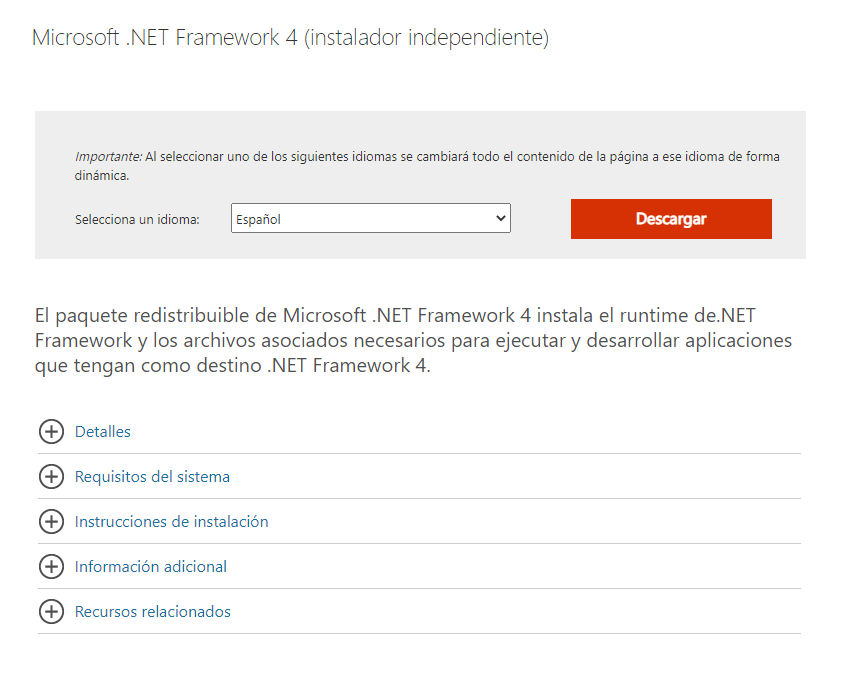 Microsoft .NET Framework 4 (instalador independiente)
Importante: Al seleccionar uno de los siguientes idiomas se cambiará todo el contenido de la página a ese idioma de forma
dinámica.
Selecciona un idioma: Español Descargar
El paquete redistribuible de Microsoft .NET Framework 4 instala el runtime de.NET
Framework y los archivos asociados necesarios para ejecutar y desarrollar aplicaciones
que tengan como destino .NET Framework 4.
Detalles
Requisitos del sistema
Instrucciones de instalación
Información adicional
Recursos relacionados